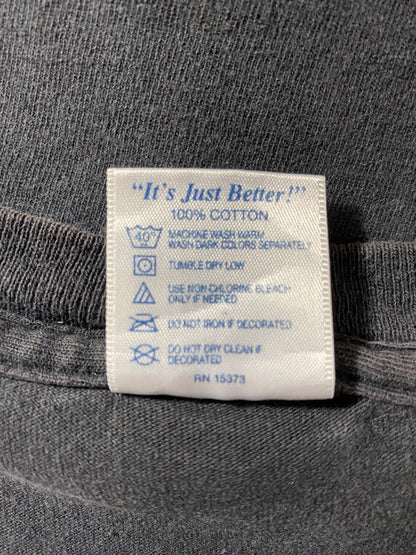 "It's Just Better!"
100% COTTON
40°
MACHINE WASH WARM
WASH DARK COLORS SEPARATELY
TUMBLE DRY LOW
USE NON-CHLORINE BLEACH
ONLY IF NEEDED
DO NOT IRON IF DECORATED
DO NOT DRY CLEAN IF
DECORATED
RN 15373